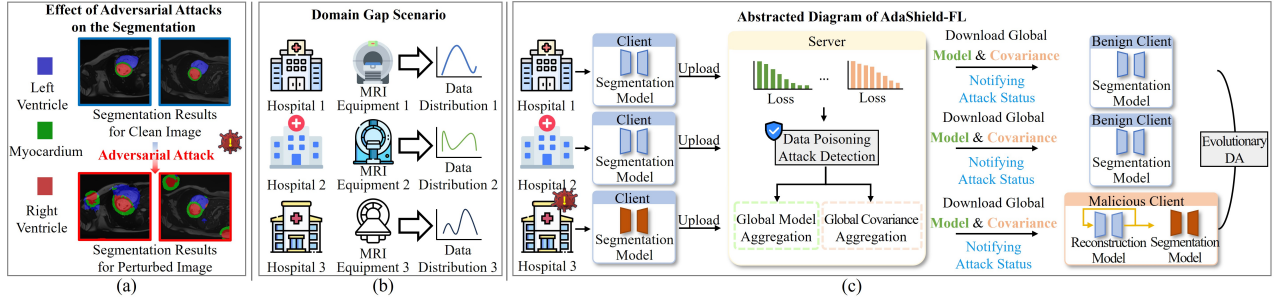 Effect of Adversarial Attacks
on the Segmentation
Left
Ventricle
Myocardium
Right
Ventricle
Segmentation Results
for Clean Image
Adversarial Attack
Segmentation Results
for Perturbed Image
(a)
Domain Gap Scenario
Hospital 1
MRI
Equipment 1
Data
Distribution 1
Hospital 2
MRI
Equipment 2
Data
Distribution 2
Hospital 3
MRI
Equipment 3
Data
Distribution 3
(b)
Abstracted Diagram of AdaShield-FL
Hospital 1
Client
Segmentation
Model
Upload
Hospital 2
Client
Segmentation
Model
Upload
Hospital 3
Client
Segmentation
Model
Upload
Server
Loss
...
Loss
Data Poisoning
Attack Detection
Global Model
Aggregation
Global Covariance
Aggregation
Download Global
Model & Covariance
Notifying
Attack Status
Download Global
Model & Covariance
Notifying
Attack Status
Download Global
Model & Covariance
Notifying
Attack Status
Benign Client
Segmentation
Model
Benign Client
Segmentation
Model
Malicious Client
Reconstruction
Model
Segmentation
Model
Evolutionary
DA
(c)